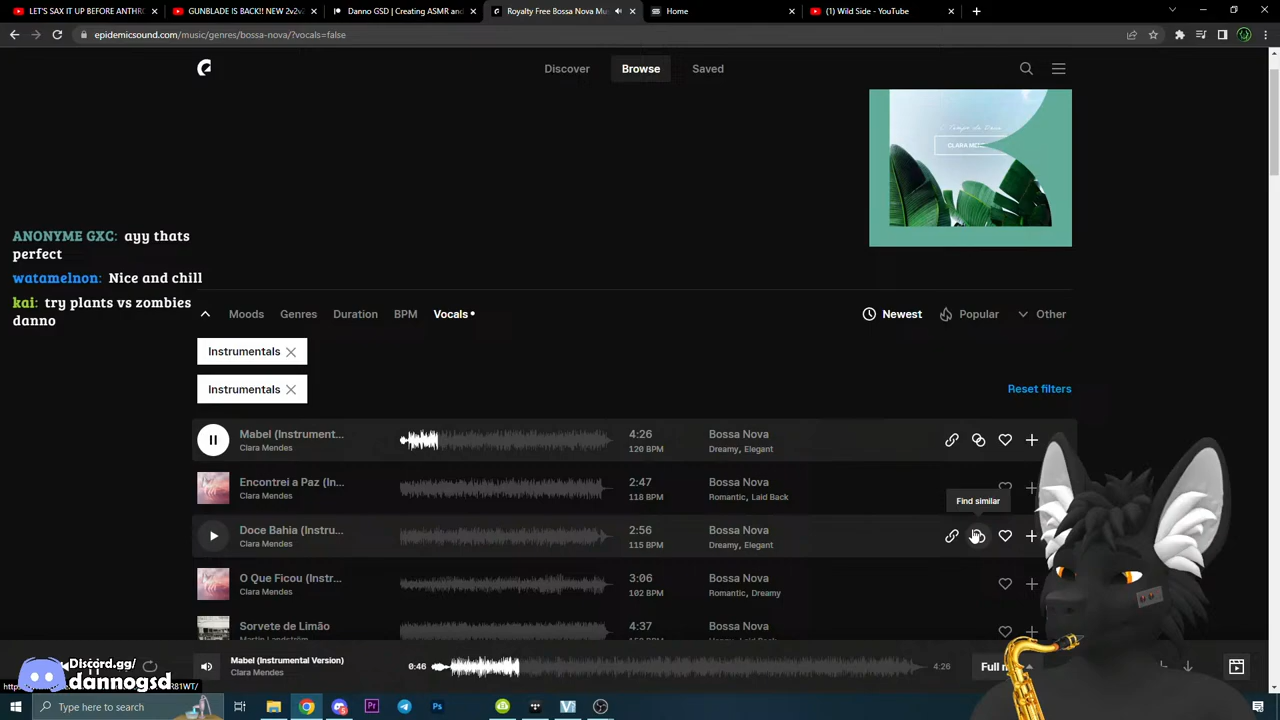 LET'S SAX IT UP BEFORE ANTHR
GUNBLADE IS BACK!! NEW 2v2v2
Danno GSD | Creating ASMR and
Royalty Free Bossa Nova Mus
Home
(1) Wild Side - YouTube
epidemicsound.com/music/genres/bossa-nova/?vocals=false
Discover Browse Saved
CLARA
ANONYME GXC: ayy thats
perfect
watamelnon: Nice and chill
kai: try plants vs zombies
danno
Moods Genres Duration BPM Vocals Newest Popular Other
Instrumentals
Instrumentals Reset filters
Mabel (Instrument... 4:26 Bossa Nova
Clara Mendes 120 BPM Dreamy, Elegant
Encontrei a Paz (In... 2:47 Bossa Nova
Clara Mendes 118 BPM Romantic, Laid Back
Find similar
Doce Bahia (Instru... 2:56 Bossa Nova
Clara Mendes 115 BPM Dreamy, Elegant
O Que Ficou (Instr... 3:06 Bossa Nova
Clara Mendes 102 BPM Romantic, Dreamy
Sorvete de Limão 4:37 Bossa Nova
Martin Landström
Mabel (Instrumental Version)
Clara Mendes
0:46 4:26 Full
Discord.gg/
dannogsd
Type here to search